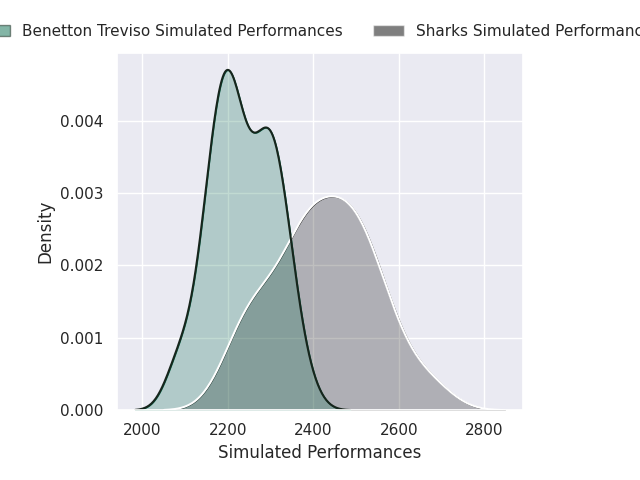 Benetton Treviso Simulated Performances Sharks Simulated Performanc
0.004
0.003
0.002
0.001
0.000
Density
2000 2200 2400 2600 2800
Simulated Performances